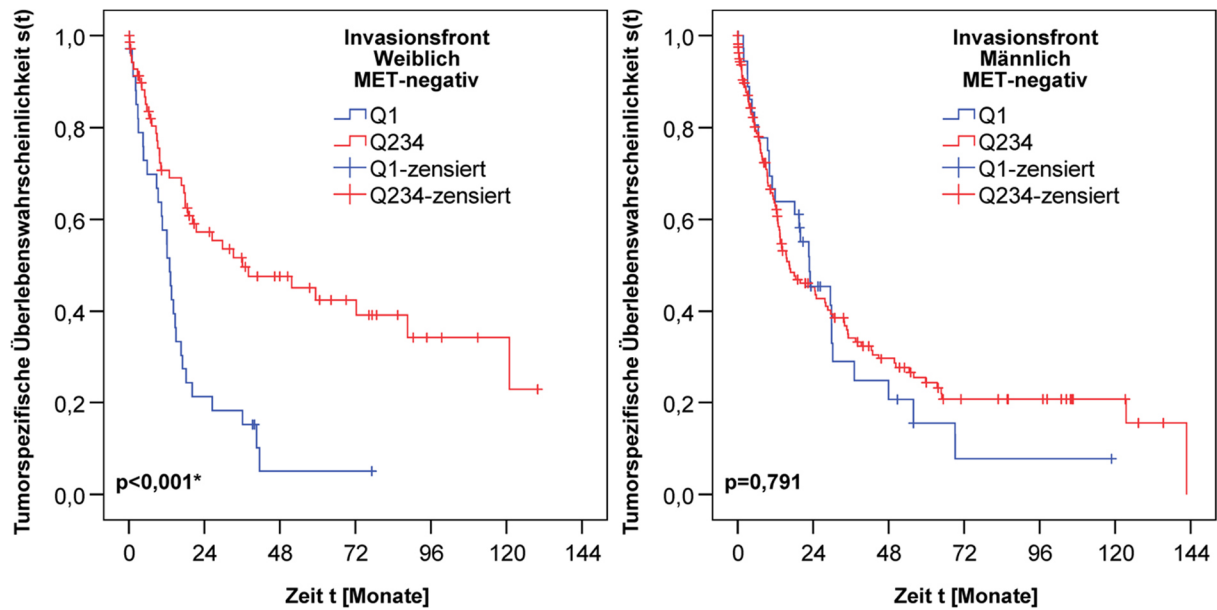 Tumorspezifische Überlebenswahrscheinlichkeit s(t)
1,0
0,8
0,6
0,4
0,2
0,0
Invasionsfront
Weiblich
MET-negativ
Q1
Q234
Q1-zensiert
Q234-zensiert
p<0,001*
0 24 48 72 96 120 144
Zeit t [Monate]
Tumorspezifische Überlebenswahrscheinlichkeit s(t)
1,0
0,8
0,6
0,4
0,2
0,0
Invasionsfront
Männlich
MET-negativ
Q1
Q234
Q1-zensiert
Q234-zensiert
p=0,791
0 24 48 72 96 120 144
Zeit t [Monate]